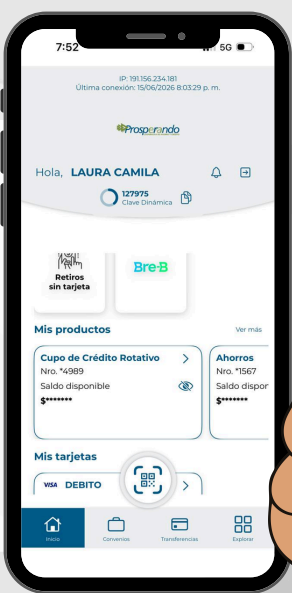 7:52
5G
IP: 191.156.234.181
Última conexión: 15/06/2026 8:03:29 p. m.
Prosperando
Hola, LAURA CAMILA
127975
Clave Dinámica
Retiros
sin tarjeta
Bre-B
Mis productos
Ver más
Cupo de Crédito Rotativo
Nro. *4989
Saldo disponible
$*******
Ahorros
Nro. *1567
Saldo dispor
$*******
Mis tarjetas
VISA DEBITO
Inicio
Convenios
Transferencias
Explorar